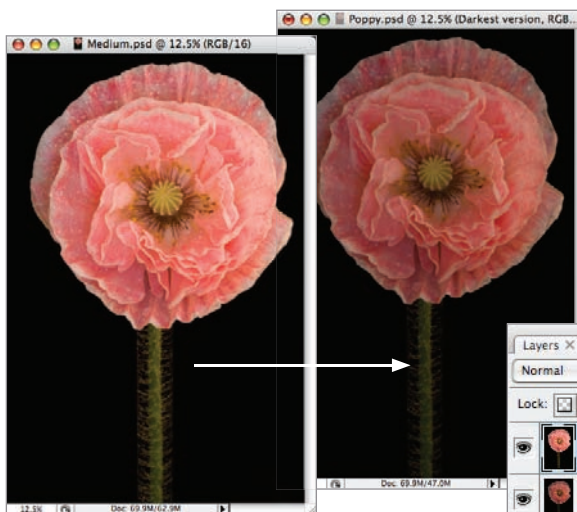 Medium.psd @ 12.5% (RGB/16)
Poppy.psd @ 12.5% (Darkest version, RGB...
Layers
Normal
Lock:
12.5%
Doc: 69.9M/62.9M
Doc: 69.9M/47.0M